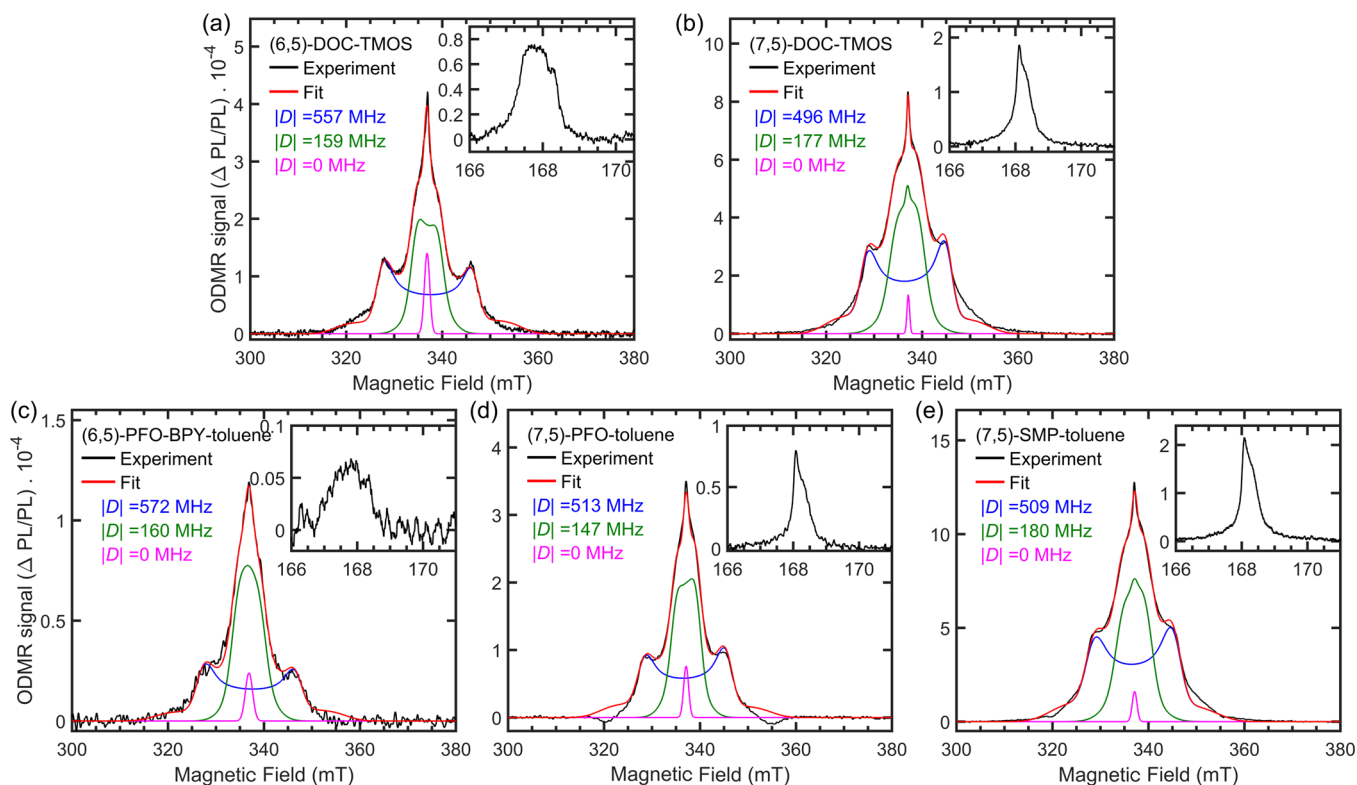 (a)
(6,5)-DOC-TMOS
Experiment
Fit
|D| =557 MHz
|D| =159 MHz
|D| =0 MHz
ODMR signal (Δ PL/PL) . 10-4
5
4
3
2
1
0
300 320 340 360 380
Magnetic Field (mT)
0.8
0.6
0.4
0.2
0
166 168 170
(b)
(7,5)-DOC-TMOS
Experiment
Fit
|D| =496 MHz
|D| =177 MHz
|D| =0 MHz
10
8
6
4
2
0
300 320 340 360 380
Magnetic Field (mT)
2
1
0
166 168 170
(c)
(6,5)-PFO-BPY-toluene
Experiment
Fit
|D| =572 MHz
|D| =160 MHz
|D| =0 MHz
ODMR signal (Δ PL/PL) . 10-4
1.5
1
0.5
0
300 320 340 360 380
Magnetic Field (mT)
0.1
0.05
0
166 168 170
(d)
(7,5)-PFO-toluene
Experiment
Fit
|D| =513 MHz
|D| =147 MHz
|D| =0 MHz
4
3
2
1
0
300 320 340 360 380
Magnetic Field (mT)
1
0.5
0
166 168 170
(e)
(7,5)-SMP-toluene
Experiment
Fit
|D| =509 MHz
|D| =180 MHz
|D| =0 MHz
15
10
5
0
300 320 340 360 380
Magnetic Field (mT)
2
1
0
166 168 170